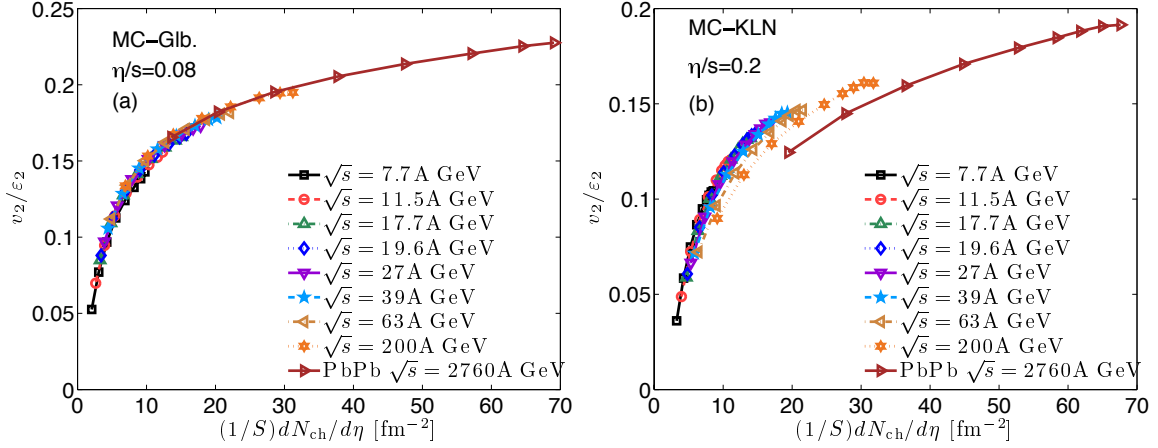 0.25
0.2
0.15
0.1
0.05
0
v₂/ε₂
MC–Glb.
η/s=0.08
(a)
√s = 7.7A GeV
√s = 11.5A GeV
√s = 17.7A GeV
√s = 19.6A GeV
√s = 27A GeV
√s = 39A GeV
√s = 63A GeV
√s = 200A GeV
PbPb √s = 2760A GeV
0 10 20 30 40 50 60 70
(1/S)dN_ch/dη [fm⁻²]
0.2
0.15
0.1
0.05
0
v₂/ε₂
MC–KLN
η/s=0.2
(b)
√s = 7.7A GeV
√s = 11.5A GeV
√s = 17.7A GeV
√s = 19.6A GeV
√s = 27A GeV
√s = 39A GeV
√s = 63A GeV
√s = 200A GeV
PbPb √s = 2760A GeV
0 10 20 30 40 50 60 70
(1/S)dN_ch/dη [fm⁻²]